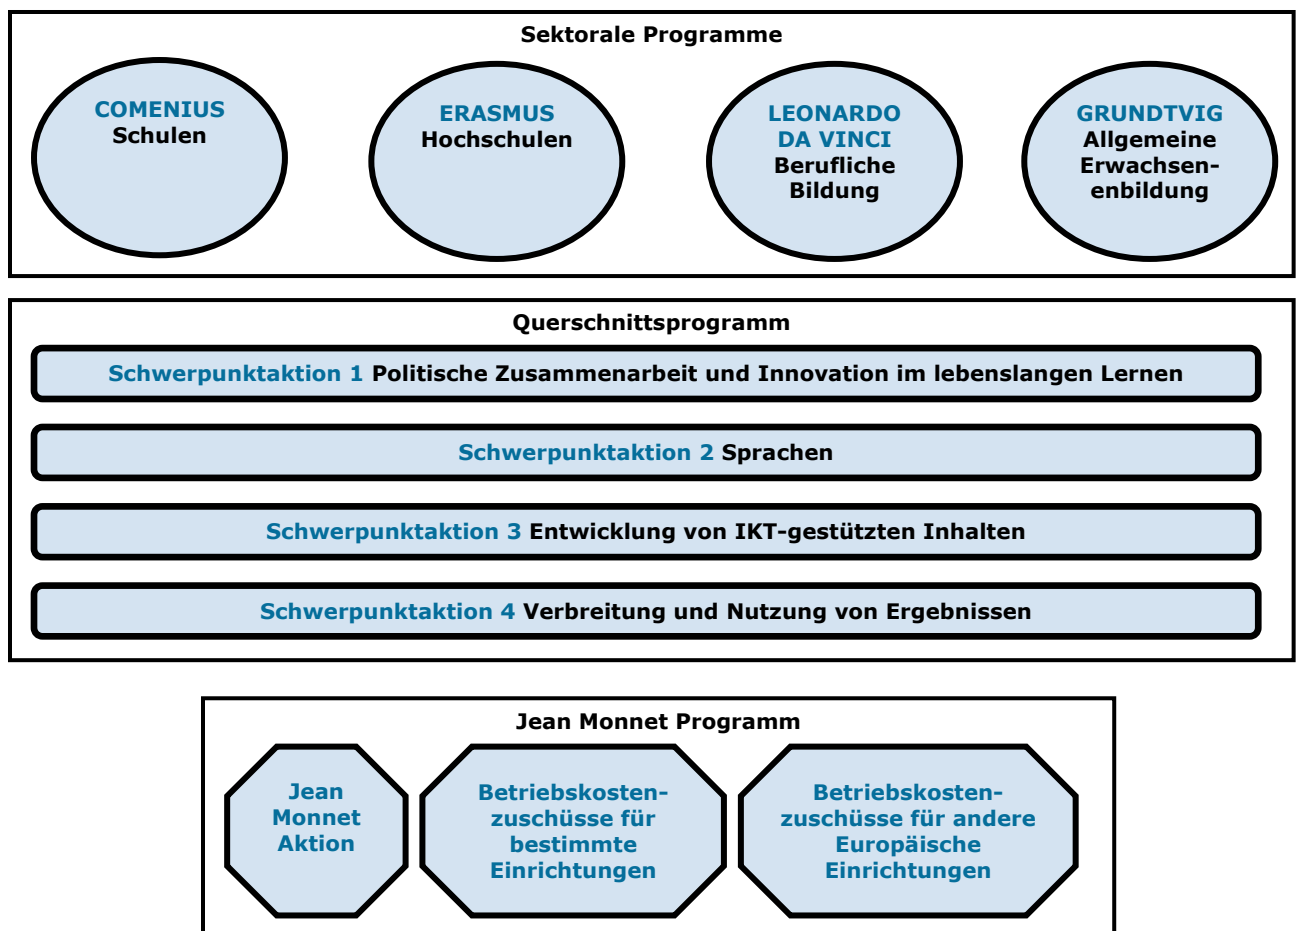 Sektorale Programme
COMENIUS
Schulen
ERASMUS
Hochschulen
LEONARDO
DA VINCI
Berufliche
Bildung
GRUNDTVIG
Allgemeine
Erwachsen-
enbildung
Querschnittsprogramm
Schwerpunktaktion 1 Politische Zusammenarbeit und Innovation im lebenslangen Lernen
Schwerpunktaktion 2 Sprachen
Schwerpunktaktion 3 Entwicklung von IKT-gestützten Inhalten
Schwerpunktaktion 4 Verbreitung und Nutzung von Ergebnissen
Jean Monnet Programm
Jean
Monnet
Aktion
Betriebskosten-
zuschüsse für
bestimmte
Einrichtungen
Betriebskosten-
zuschüsse für andere
Europäische
Einrichtungen